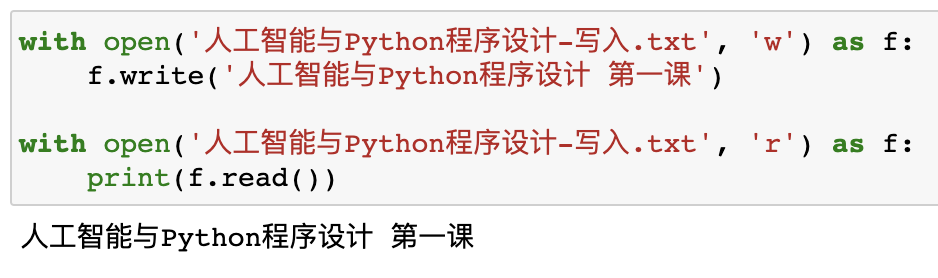 with open('人工智能与Python程序设计-写入.txt', 'w') as f:
    f.write('人工智能与Python程序设计 第一课')
with open('人工智能与Python程序设计-写入.txt', 'r') as f:
    print(f.read())
人工智能与Python程序设计 第一课